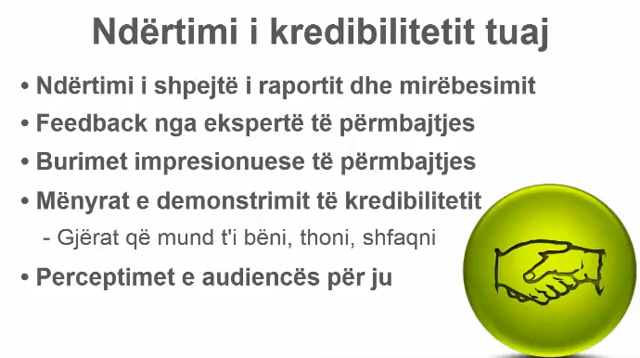 Ndërtimi i kredibilitetit tuaj
• Ndërtimi i shpejtë i raportit dhe mirëbesimit
• Feedback nga ekspertë të përmbajtjes
• Burimet impresionuese të përmbajtjes
• Mënyrat e demonstrimit të kredibilitetit
- Gjërat që mund t'i bëni, thoni, shfaqni
• Perceptimet e audiencës për ju